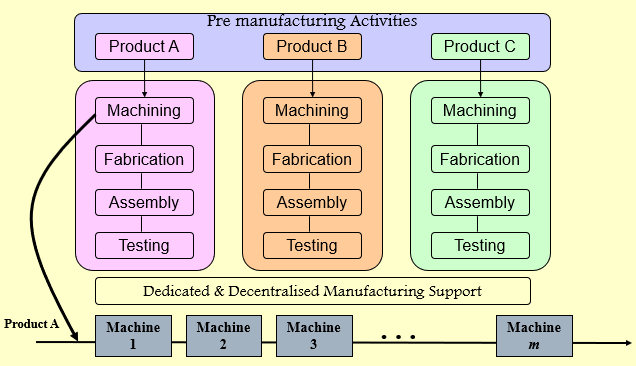 Pre manufacturing Activities
Product A
Product B
Product C
Machining
Machining
Machining
Fabrication
Fabrication
Fabrication
Assembly
Assembly
Assembly
Testing
Testing
Testing
Dedicated & Decentralised Manufacturing Support
Product A
Machine
1
Machine
2
Machine
3
• • •
Machine
m